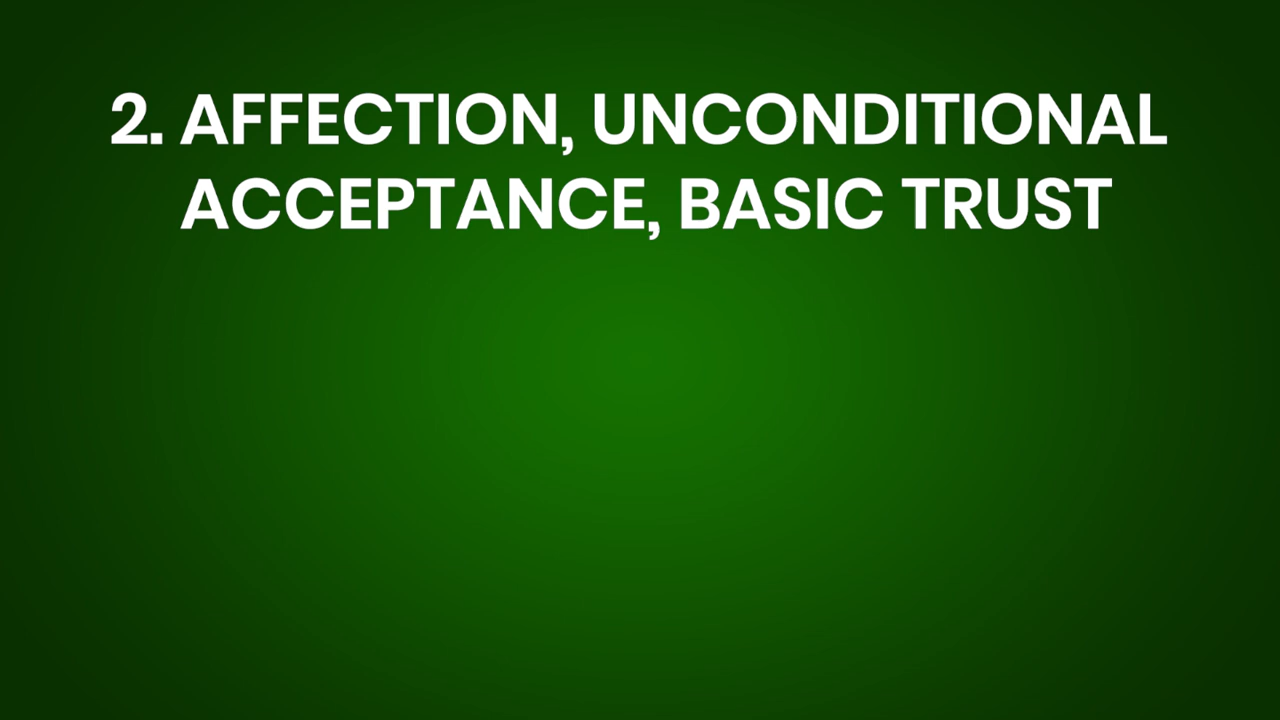 2. AFFECTION, UNCONDITIONAL
ACCEPTANCE, BASIC TRUST